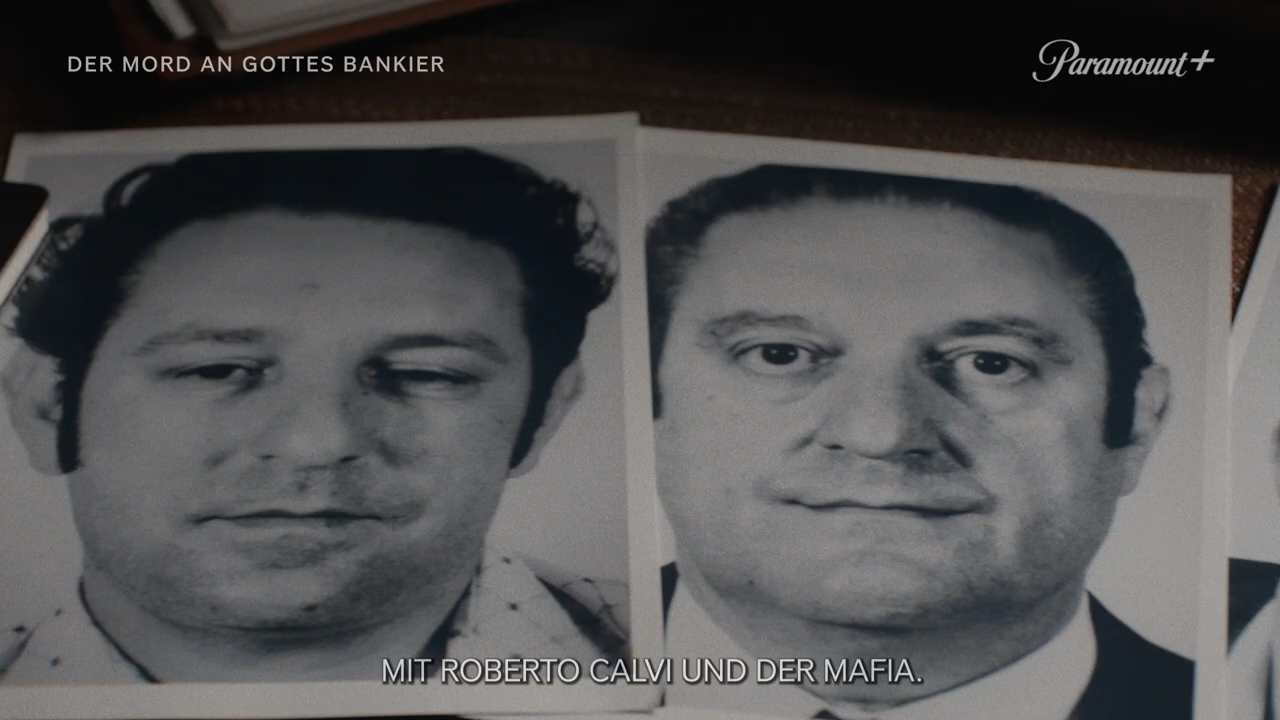 DER MORD AN GOTTES BANKIER
Paramount+
MIT ROBERTO CALVI UND DER MAFIA.